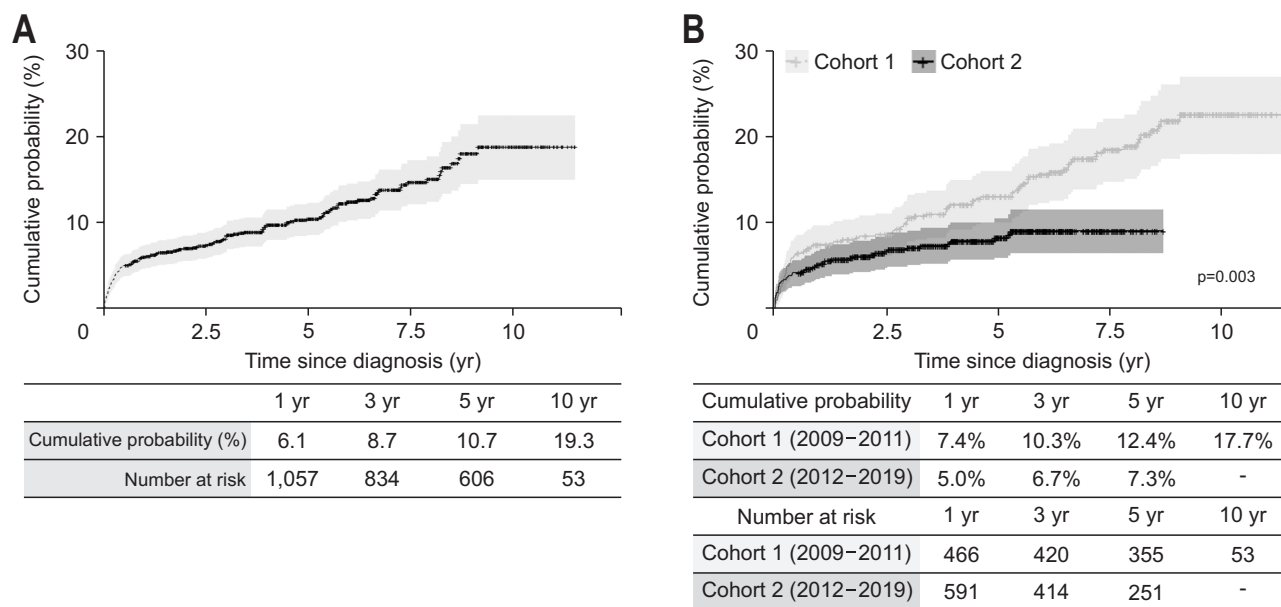 A
Cumulative probability (%)
30
20
10
0
2.5
5
7.5
10
Time since diagnosis (yr)
1 yr 3 yr 5 yr 10 yr
Cumulative probability (%) 6.1 8.7 10.7 19.3
Number at risk 1,057 834 606 53
B
Cumulative probability (%)
30
20
10
Cohort 1 Cohort 2
p=0.003
0
2.5
5
7.5
10
Time since diagnosis (yr)
Cumulative probability 1 yr 3 yr 5 yr 10 yr
Cohort 1 (2009−2011) 7.4% 10.3% 12.4% 17.7%
Cohort 2 (2012−2019) 5.0% 6.7% 7.3% -
Number at risk 1 yr 3 yr 5 yr 10 yr
Cohort 1 (2009−2011) 466 420 355 53
Cohort 2 (2012−2019) 591 414 251 -